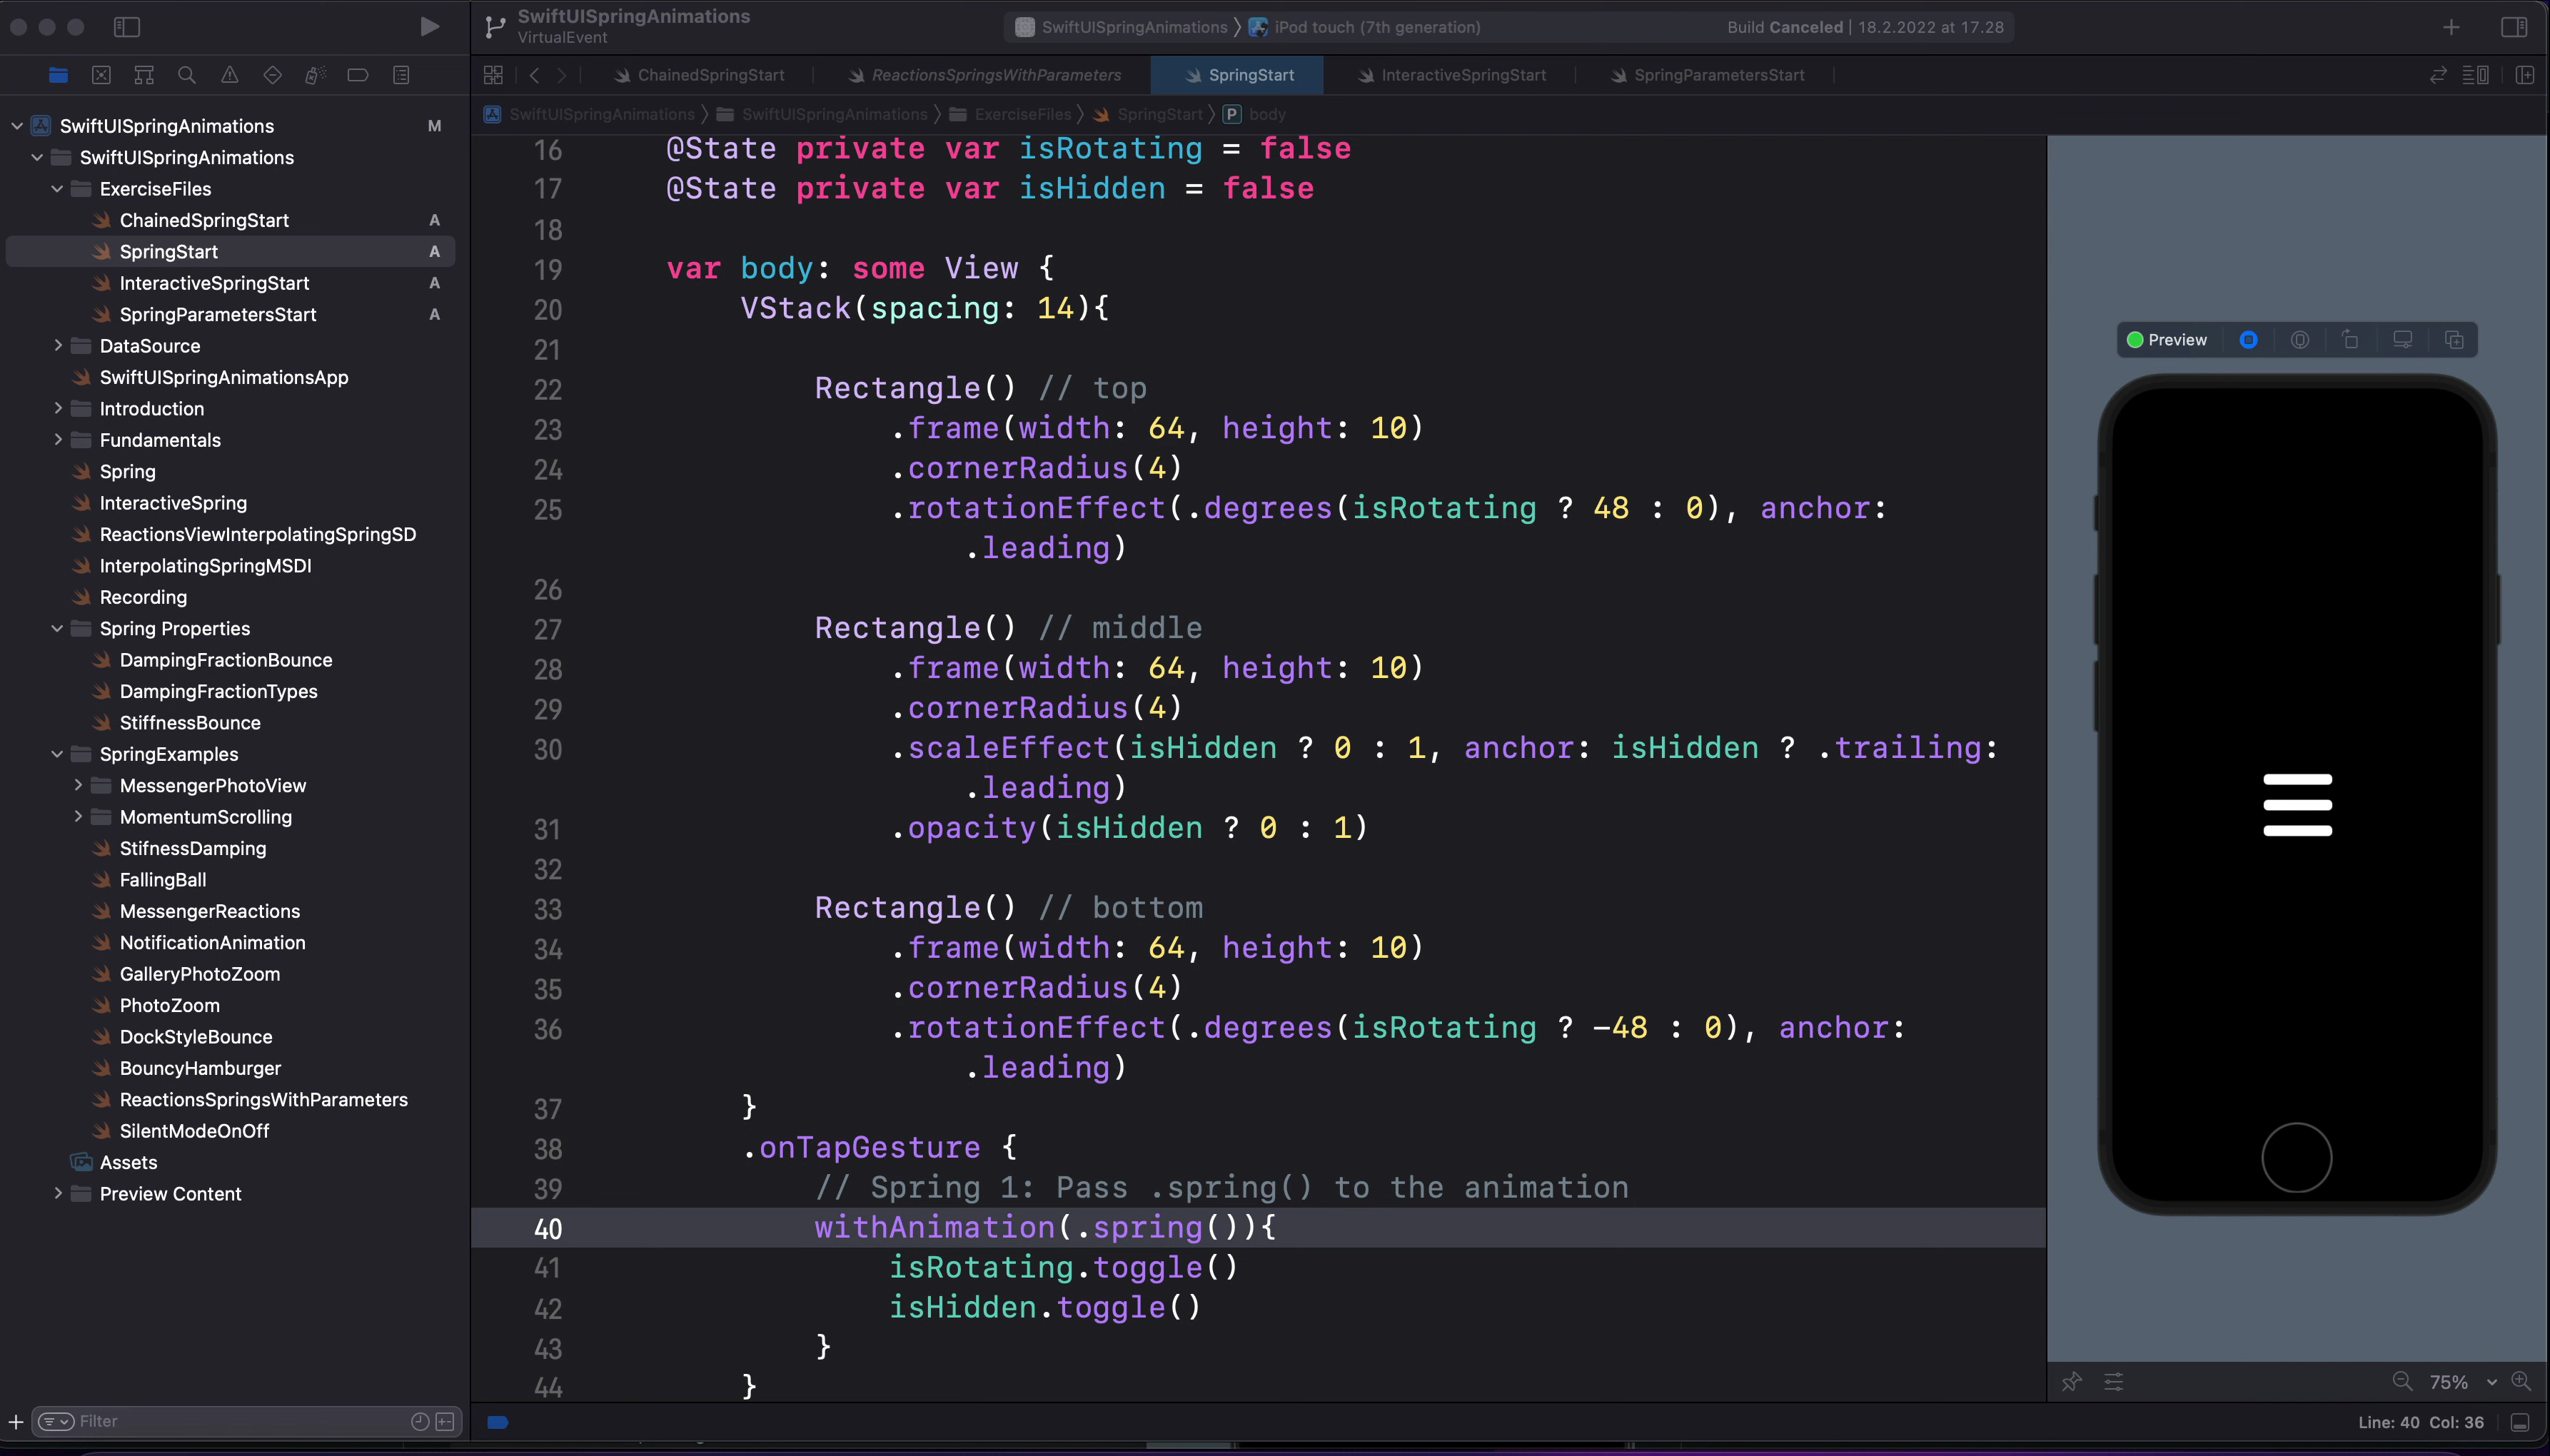 SwiftUISpringAnimations
VirtualEvent
SwiftUISpringAnimations
iPod touch (7th generation)
Build Canceled | 18.2.2022 at 17.28
ChainedSpringStart
ReactionsSpringsWithParameters
SpringStart
InteractiveSpringStart
SpringParametersStart
SwiftUISpringAnimations
SwiftUISpringAnimations
ExerciseFiles
SpringStart
P body
SwiftUISpringAnimations M
SwiftUISpringAnimations
ExerciseFiles
ChainedSpringStart A
SpringStart A
InteractiveSpringStart A
SpringParametersStart A
DataSource
SwiftUISpringAnimationsApp
Introduction
Fundamentals
Spring
InteractiveSpring
ReactionsViewInterpolatingSpringSD
InterpolatingSpringMSDI
Recording
Spring Properties
DampingFractionBounce
DampingFractionTypes
StiffnessBounce
SpringExamples
MessengerPhotoView
MomentumScrolling
StifnessDamping
FallingBall
MessengerReactions
NotificationAnimation
GalleryPhotoZoom
PhotoZoom
DockStyleBounce
BouncyHamburger
ReactionsSpringsWithParameters
SilentModeOnOff
Assets
Preview Content
Filter
16 @State private var isRotating = false
17 @State private var isHidden = false
18
19 var body: some View {
20 VStack(spacing: 14){
21
22 Rectangle() // top
23 .frame(width: 64, height: 10)
24 .cornerRadius(4)
25 .rotationEffect(.degrees(isRotating ? 48 : 0), anchor:
.leading)
26
27 Rectangle() // middle
28 .frame(width: 64, height: 10)
29 .cornerRadius(4)
30 .scaleEffect(isHidden ? 0 : 1, anchor: isHidden ? .trailing:
.leading)
31 .opacity(isHidden ? 0 : 1)
32
33 Rectangle() // bottom
34 .frame(width: 64, height: 10)
35 .cornerRadius(4)
36 .rotationEffect(.degrees(isRotating ? -48 : 0), anchor:
.leading)
37 }
38 .onTapGesture {
39 // Spring 1: Pass .spring() to the animation
40 withAnimation(.spring()){
41 isRotating.toggle()
42 isHidden.toggle()
43 }
44 }
Preview
75%
Line: 40 Col: 36